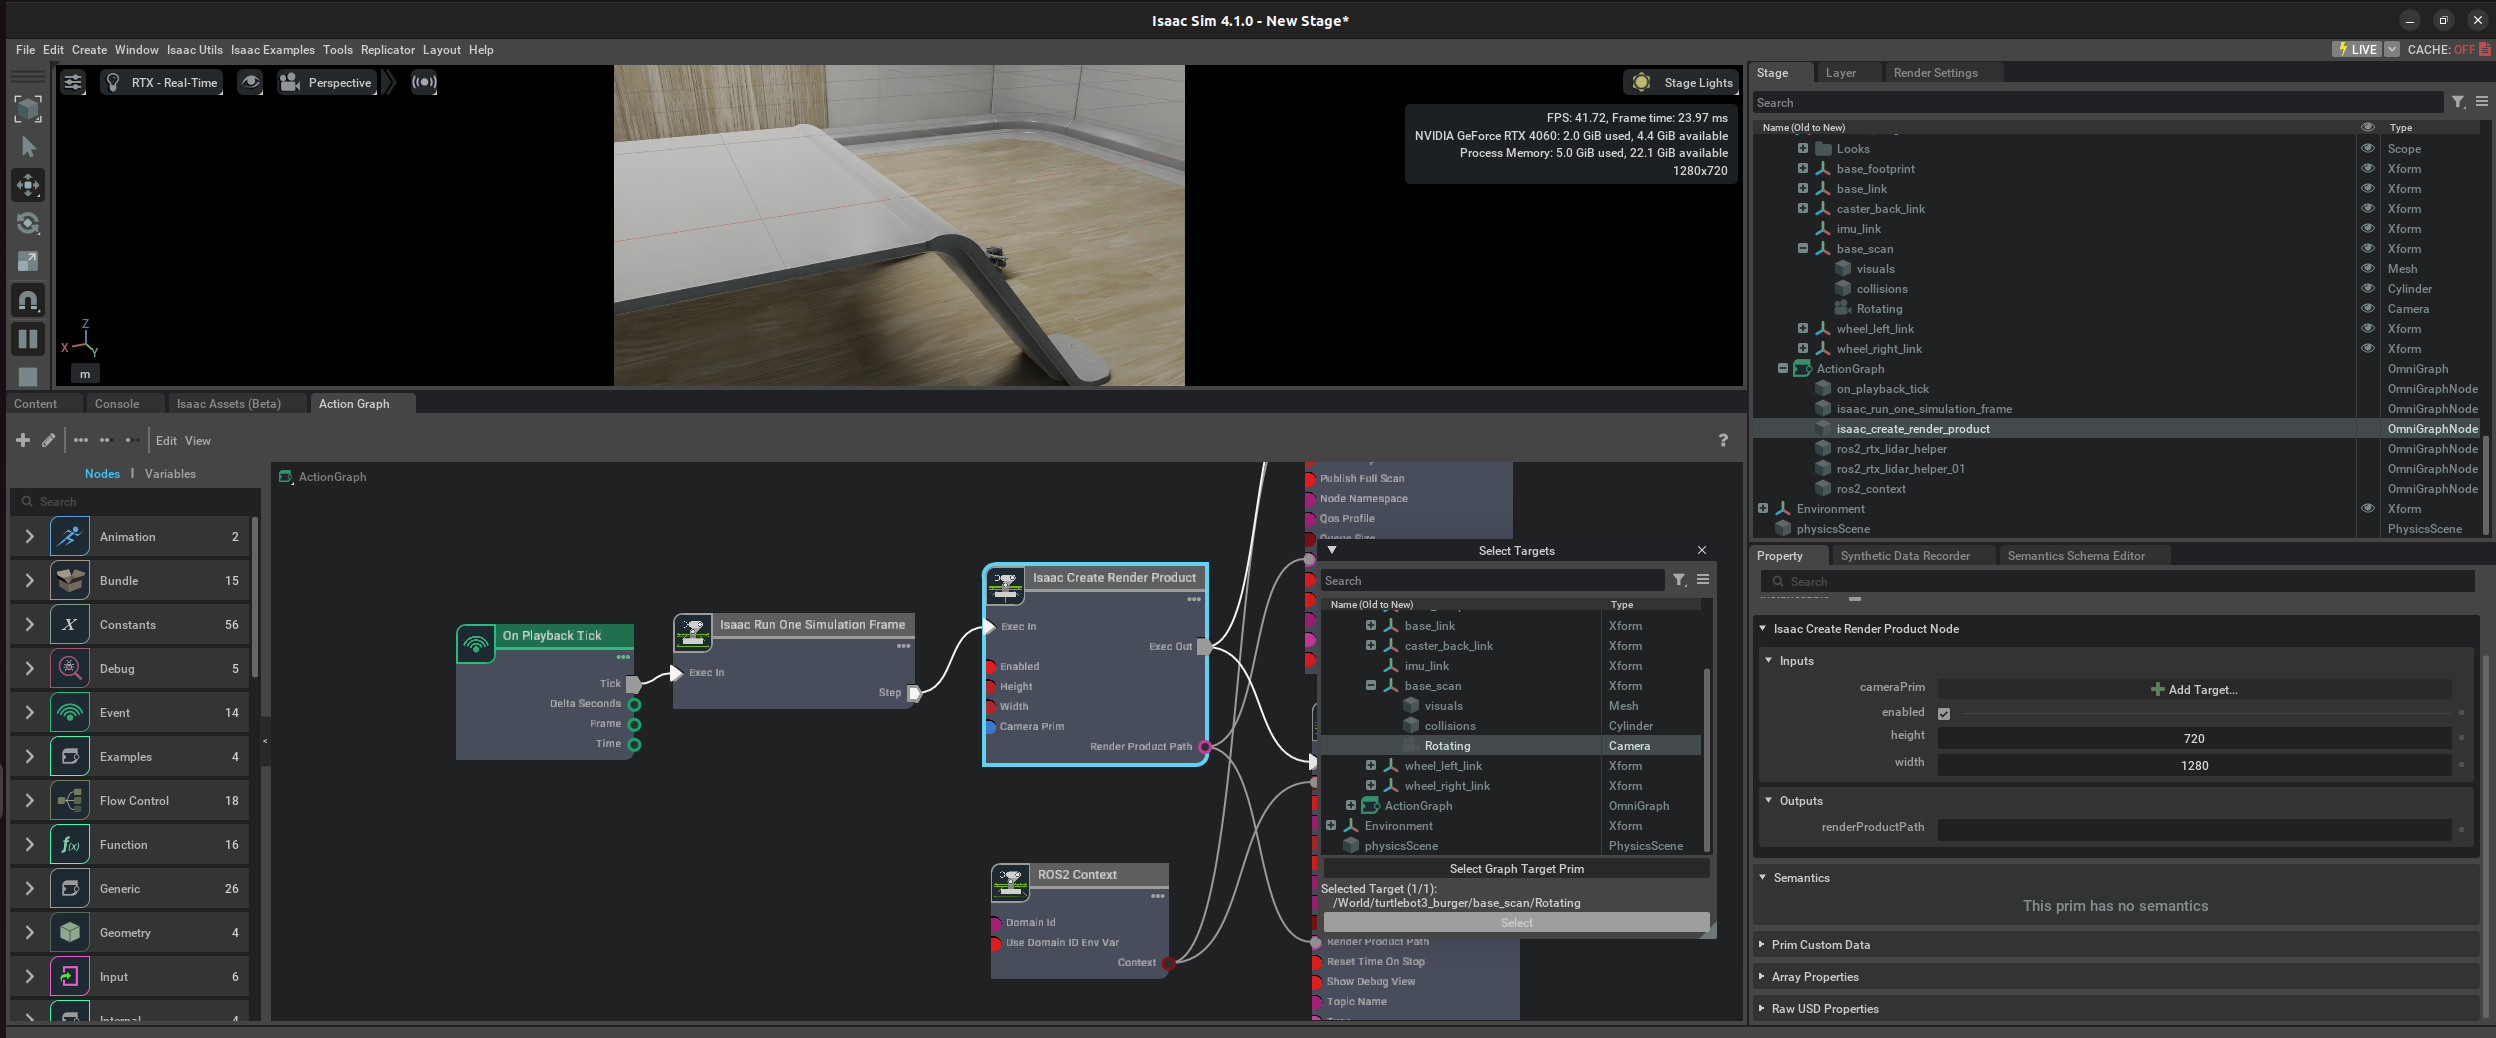 Isaac Sim 4.1.0 - New Stage*
File Edit Create Window Isaac Utils Isaac Examples Tools Replicator Layout Help
LIVE CACHE: OFF
RTX - Real-Time Perspective Stage Lights
FPS: 41.72, Frame time: 23.97 ms
NVIDIA GeForce RTX 4060: 2.0 GiB used, 4.4 GiB available
Process Memory: 5.0 GiB used, 22.1 GiB available
1280x720
Z
X Y
m
Stage Layer Render Settings
Search
Name (Old to New) Type
Looks Scope
base_footprint Xform
base_link Xform
caster_back_link Xform
imu_link Xform
base_scan Xform
visuals Mesh
collisions Cylinder
Rotating Camera
wheel_left_link Xform
wheel_right_link Xform
ActionGraph OmniGraph
on_playback_tick OmniGraphNode
isaac_run_one_simulation_frame OmniGraphNode
isaac_create_render_product OmniGraphNode
ros2_rtx_lidar_helper OmniGraphNode
ros2_rtx_lidar_helper_01 OmniGraphNode
ros2_context OmniGraphNode
Environment Xform
physicsScene PhysicsScene
Content Console Isaac Assets (Beta) Action Graph
Edit View ?
Nodes | Variables
Search
Animation 2
Bundle 15
Constants 56
Debug 5
Event 14
Examples 4
Flow Control 18
Function 16
Generic 26
Geometry 4
Input 6
Internal 4
ActionGraph
On Playback Tick
Tick
Delta Seconds
Frame
Time
Isaac Run One Simulation Frame
Exec In
Step
Isaac Create Render Product
Exec In
Exec Out
Enabled
Height
Width
Camera Prim
Render Product Path
ROS2 Context
Domain Id
Use Domain ID Env Var
Context
Publish Full Scan
Node Namespace
Qos Profile
Queue Size
Select Targets
Search
Name (Old to New) Type
base_link Xform
caster_back_link Xform
imu_link Xform
base_scan Xform
visuals Mesh
collisions Cylinder
Rotating Camera
wheel_left_link Xform
wheel_right_link Xform
ActionGraph OmniGraph
Environment Xform
physicsScene PhysicsScene
Select Graph Target Prim
Selected Target (1/1):
/World/turtlebot3_burger/base_scan/Rotating
Select
Render Product Path
Reset Time On Stop
Show Debug View
Topic Name
Property Synthetic Data Recorder Semantics Schema Editor
Search
Isaac Create Render Product Node
Inputs
cameraPrim Add Target...
enabled
height 720
width 1280
Outputs
renderProductPath
Semantics
This prim has no semantics
Prim Custom Data
Array Properties
Raw USD Properties